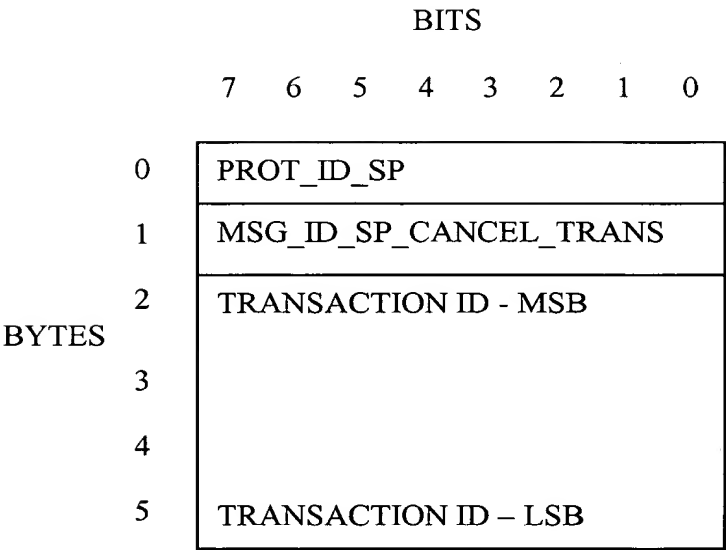 BITS
7 6 5 4 3 2 1 0
0 PROT_ID_SP
1 MSG_ID_SP_CANCEL_TRANS
2 TRANSACTION ID - MSB
BYTES
3
4
5 TRANSACTION ID – LSB